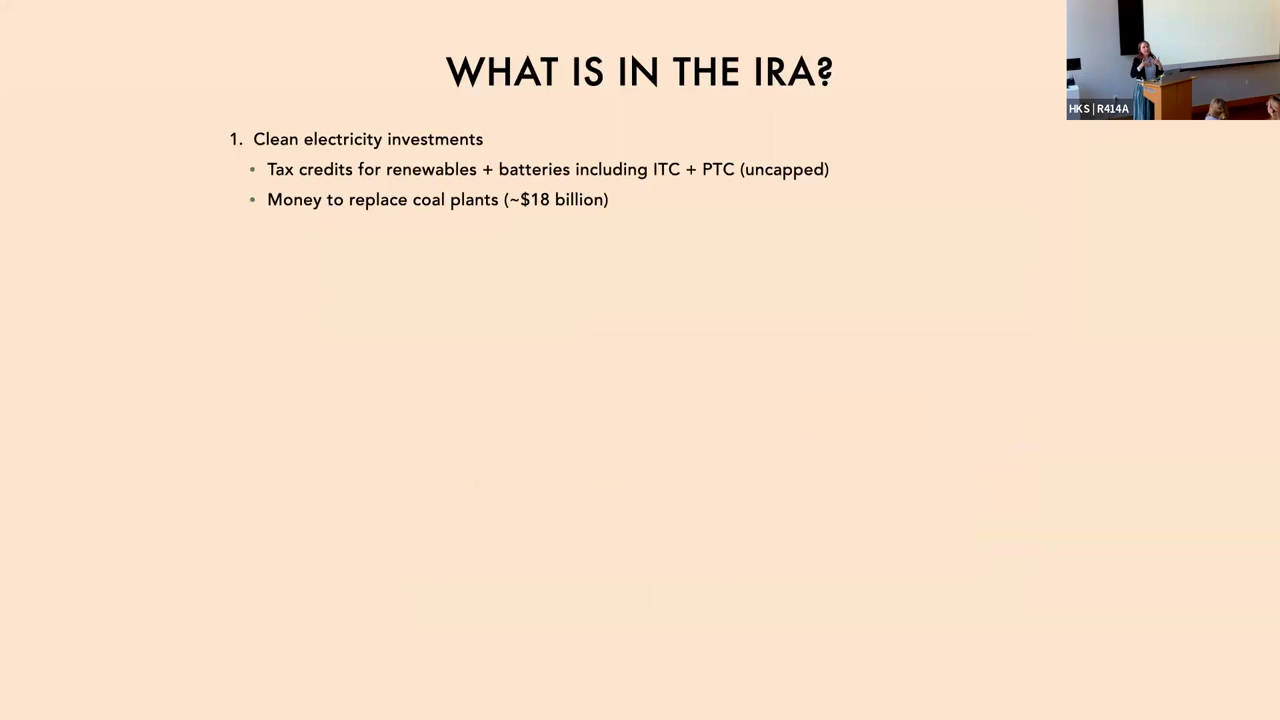 WHAT IS IN THE IRA?
HKS | R414A
1. Clean electricity investments
• Tax credits for renewables + batteries including ITC + PTC (uncapped)
• Money to replace coal plants (~$18 billion)